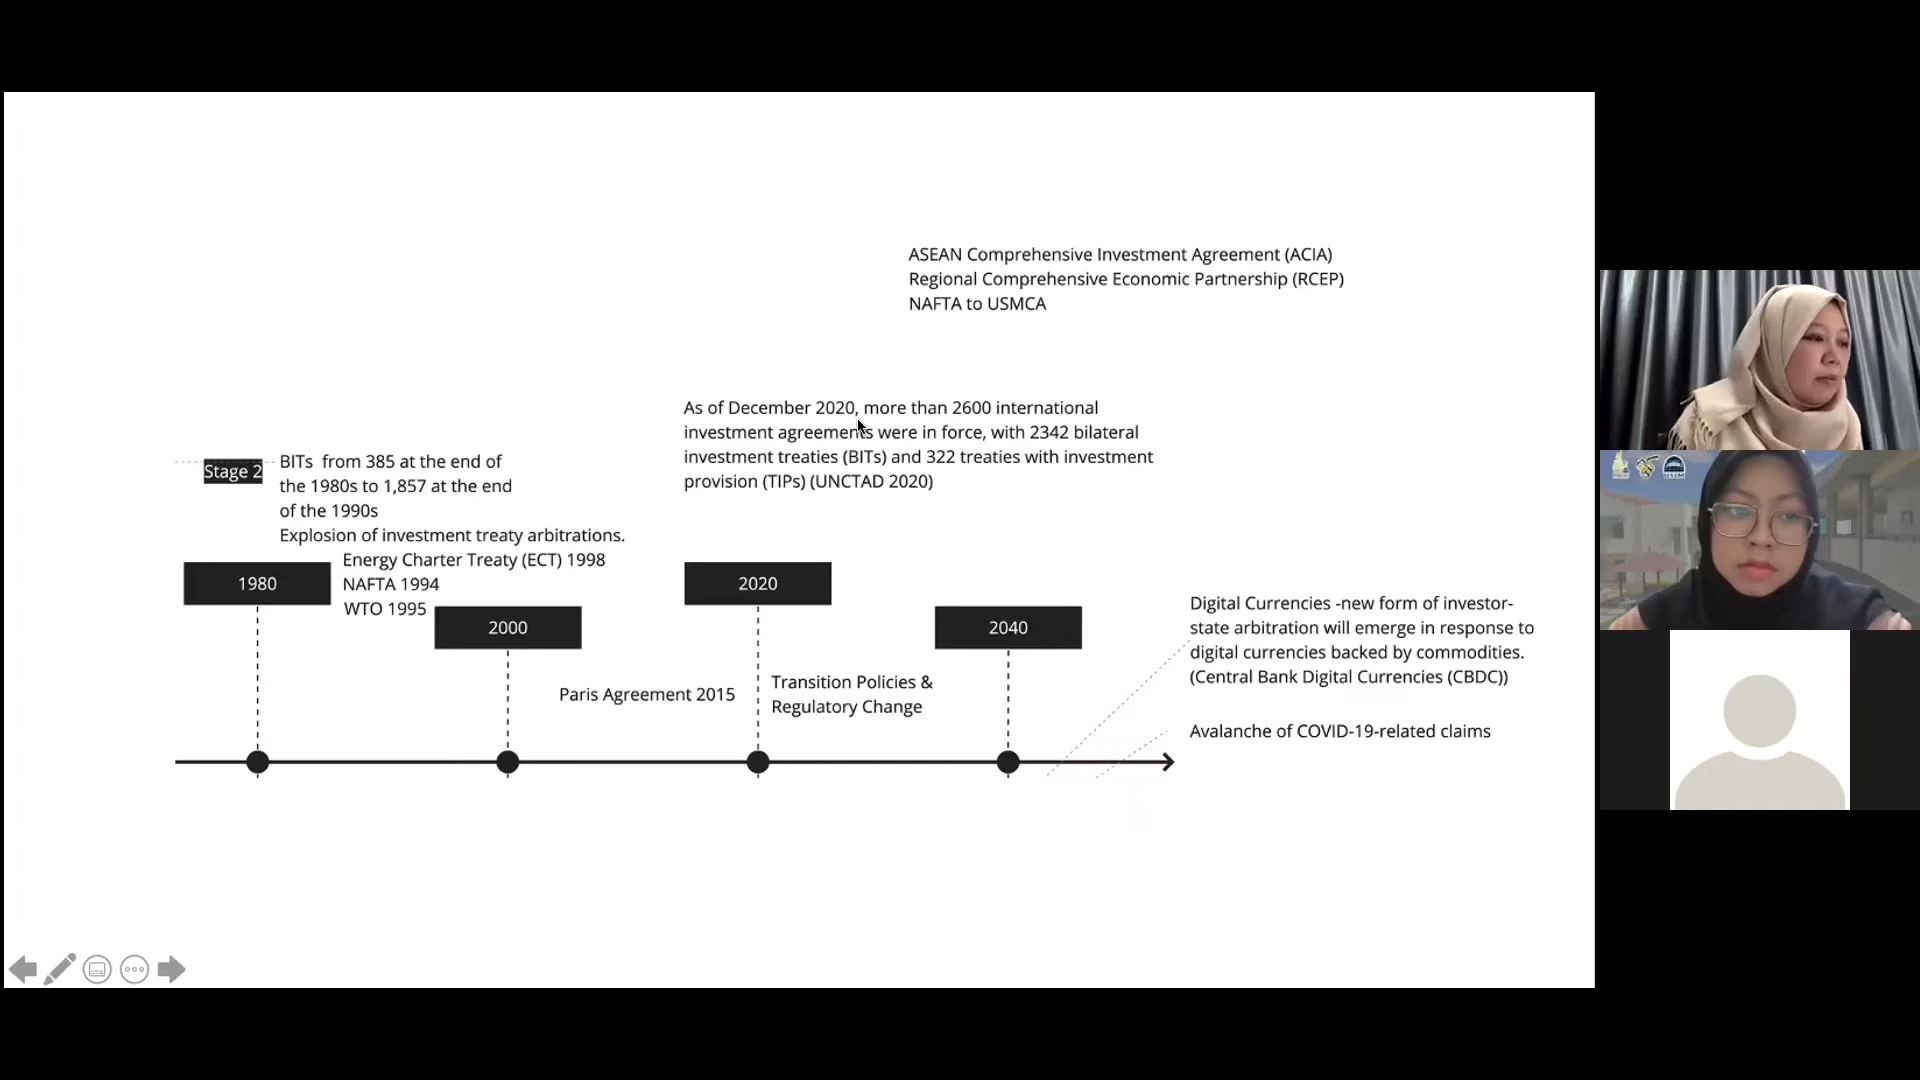 ASEAN Comprehensive Investment Agreement (ACIA)
Regional Comprehensive Economic Partnership (RCEP)
NAFTA to USMCA
As of December 2020, more than 2600 international
investment agreements were in force, with 2342 bilateral
investment treaties (BITs) and 322 treaties with investment
provision (TIPs) (UNCTAD 2020)
Stage 2
BITs from 385 at the end of
the 1980s to 1,857 at the end
of the 1990s
Explosion of investment treaty arbitrations.
Energy Charter Treaty (ECT) 1998
NAFTA 1994
WTO 1995
1980
2000
2020
2040
Paris Agreement 2015
Transition Policies &
Regulatory Change
Digital Currencies -new form of investor-
state arbitration will emerge in response to
digital currencies backed by commodities.
(Central Bank Digital Currencies (CBDC))
Avalanche of COVID-19-related claims